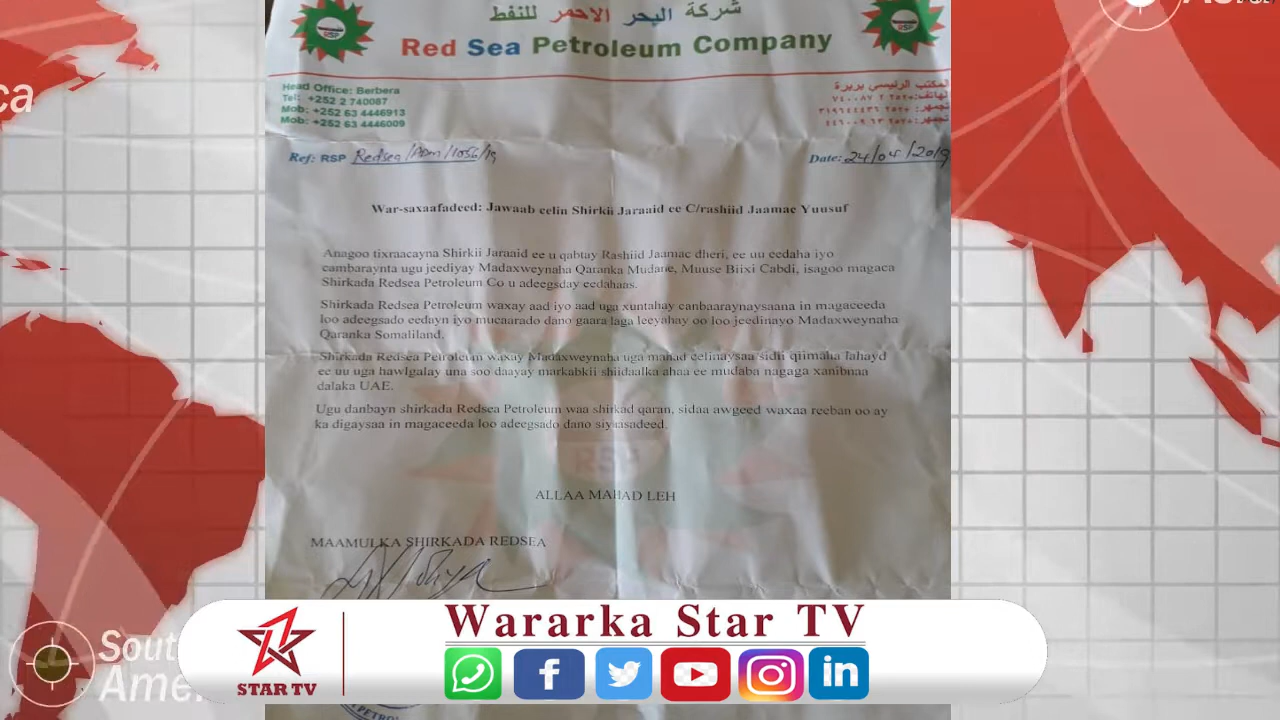 شركة البحر الاحمر للنفط
Red Sea Petroleum Company
RSP
RSP
Head Office: Berbera
Tel: +252 2 740087
Mob: +252 63 4446913
Mob: +252 63 4446009
المكتب الرئيسي بربرة
Ref: RSP Redsea/
Date: 24/04/2019
War-saxaafadeed: Jawaab eelin Shirkii Jaraaid ee C/rashiid Jaamac Yuusuf
Anagoo tixraacayna Shirkii Jaraaid ee u qabtay Rashiid Jaamac dheri, ee uu eedaha iyo
cambaraynta ugu jeediyay Madaxweynaha Qaranka Mudane, Muuse Biixi Cabdi, isagoo magaca
Shirkada Redsea Petroleum Co u adeegsday eedahaas.
Shirkada Redsea Petroleum waxay aad iyo aad uga xuntahay canbaaraynaysaana in magaceeda
loo adeegsado eedayn iyo mucaarado dano gaara laga leeyahay oo loo jeedinayo Madaxweynaha
Qaranka Somaliland.
Shirkada Redsea Petroleum waxay Madaxweynaha uga mahad celinaysaa sidii qiimaha lahayd
ee uu uga hawlgalay una soo daayay markabkii shiidaalka ahaa ee mudaba nagaga xanibnaa
dalaka UAE.
Ugu danbayn shirkada Redsea Petroleum waa shirkad qaran, sidaa awgeed waxaa reeban oo ay
ka digaysaa in magaceeda loo adeegsado dano siyaasadeed.
RSP
ALLAA MAHAD LEH
MAAMULKA SHIRKADA REDSEA
STAR TV
Wararka Star TV